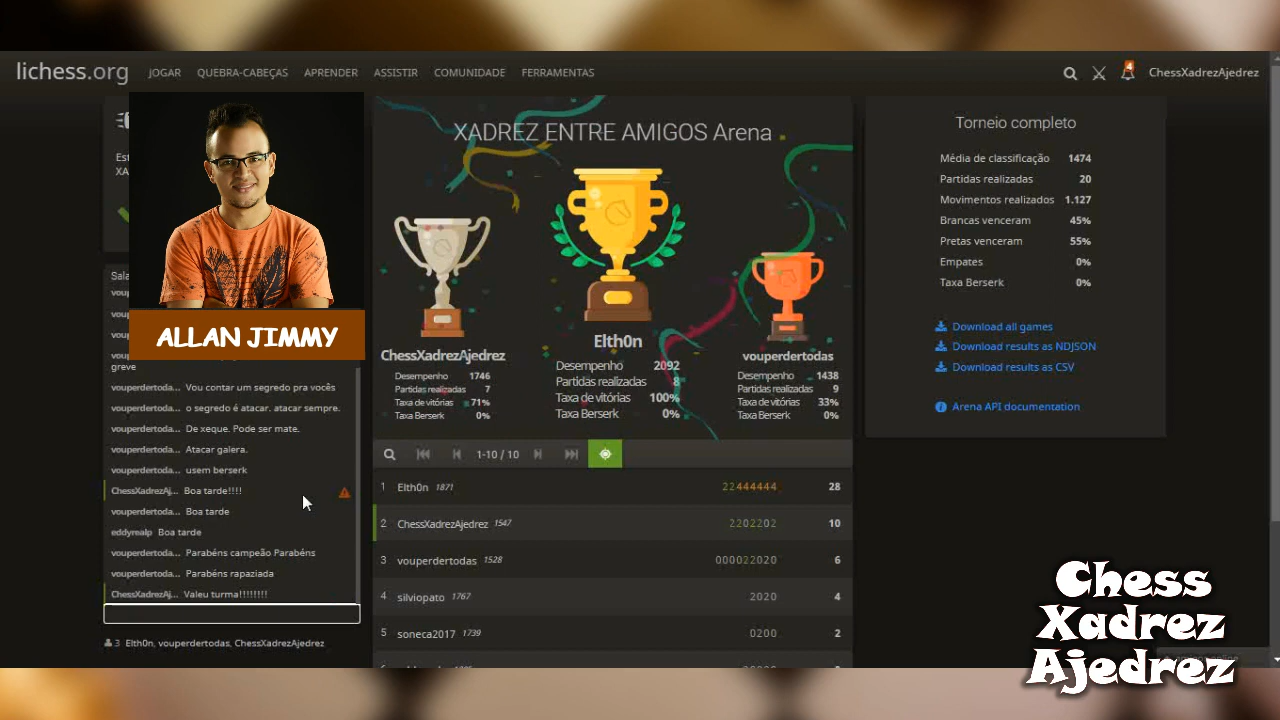 lichess.org JOGAR QUEBRA-CABEÇAS APRENDER ASSISTIR COMUNIDADE FERRAMENTAS 4 ChessXadrezAjedrez
Est
XA
ALLAN JIMMY
Sala
voup
voup
voup
voup
greve
vouperdertoda... Vou contar um segredo pra vocês
vouperdertoda... o segredo é atacar. atacar sempre.
vouperdertoda... De xeque. Pode ser mate.
vouperdertoda... Atacar galera.
vouperdertoda... usem berserk
ChessXadrezAj... Boa tarde!!!!
vouperdertoda... Boa tarde
eddyrealp Boa tarde
vouperdertoda... Parabéns campeão Parabéns
vouperdertoda... Parabéns rapaziada
ChessXadrezAj... Valeu turma!!!!!!!!
3 Elth0n, vouperdertodas, ChessXadrezAjedrez
XADREZ ENTRE AMIGOS Arena
ChessXadrezAjedrez
Desempenho 1746
Partidas realizadas 7
Taxa de vitórias 71%
Taxa Berserk 0%
Elth0n
Desempenho 2092
Partidas realizadas 8
Taxa de vitórias 100%
Taxa Berserk 0%
vouperdertodas
Desempenho 1438
Partidas realizadas 9
Taxa de vitórias 33%
Taxa Berserk 0%
1-10 / 10
1 Elth0n 1871 22444444 28
2 ChessXadrezAjedrez 1547 2202202 10
3 vouperdertodas 1528 000022020 6
4 silviopato 1767 2020 4
5 soneca2017 1739 0200 2
Torneio completo
Média de classificação 1474
Partidas realizadas 20
Movimentos realizados 1.127
Brancas venceram 45%
Pretas venceram 55%
Empates 0%
Taxa Berserk 0%
Download all games
Download results as NDJSON
Download results as CSV
Arena API documentation
Chess
Xadrez
Ajedrez